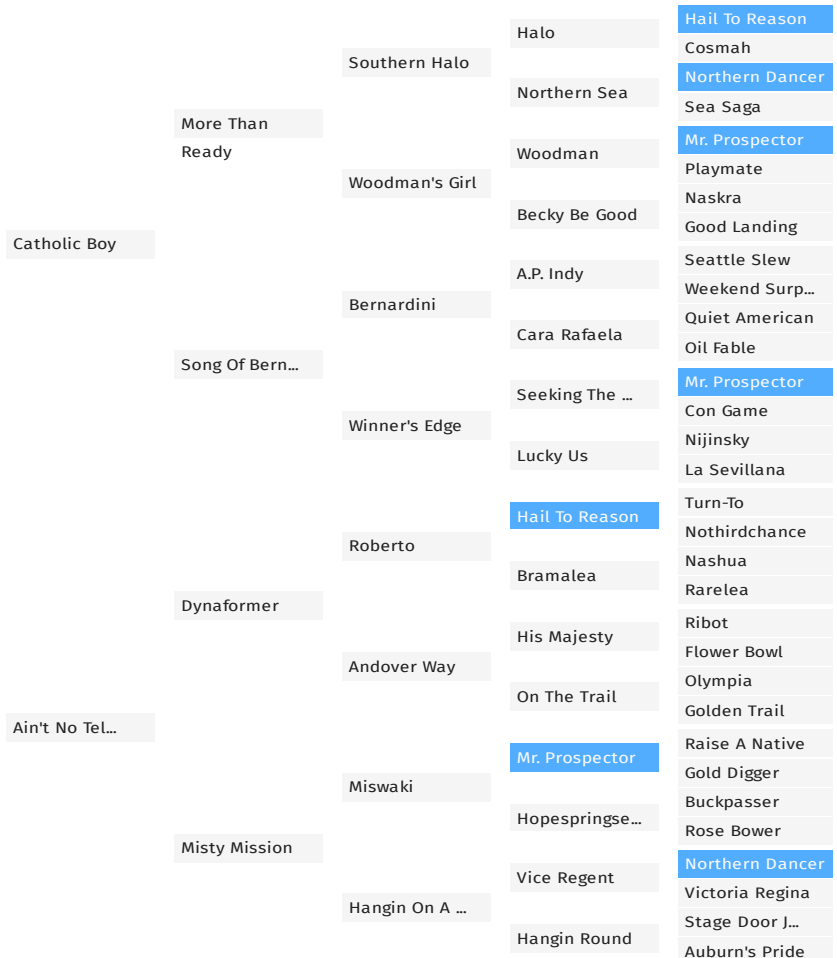 Catholic Boy
Ain't No Tel...
More Than
Ready
Song Of Bern...
Dynaformer
Misty Mission
Southern Halo
Woodman's Girl
Bernardini
Winner's Edge
Roberto
Andover Way
Miswaki
Hangin On A ...
Halo
Northern Sea
Woodman
Becky Be Good
A.P. Indy
Cara Rafaela
Seeking The ...
Lucky Us
Hail To Reason
Bramalea
His Majesty
On The Trail
Mr. Prospector
Hopespringse...
Vice Regent
Hangin Round
Hail To Reason
Cosmah
Northern Dancer
Sea Saga
Mr. Prospector
Playmate
Naskra
Good Landing
Seattle Slew
Weekend Surp...
Quiet American
Oil Fable
Mr. Prospector
Con Game
Nijinsky
La Sevillana
Turn-To
Nothirdchance
Nashua
Rarelea
Ribot
Flower Bowl
Olympia
Golden Trail
Raise A Native
Gold Digger
Buckpasser
Rose Bower
Northern Dancer
Victoria Regina
Stage Door J...
Auburn's Pride